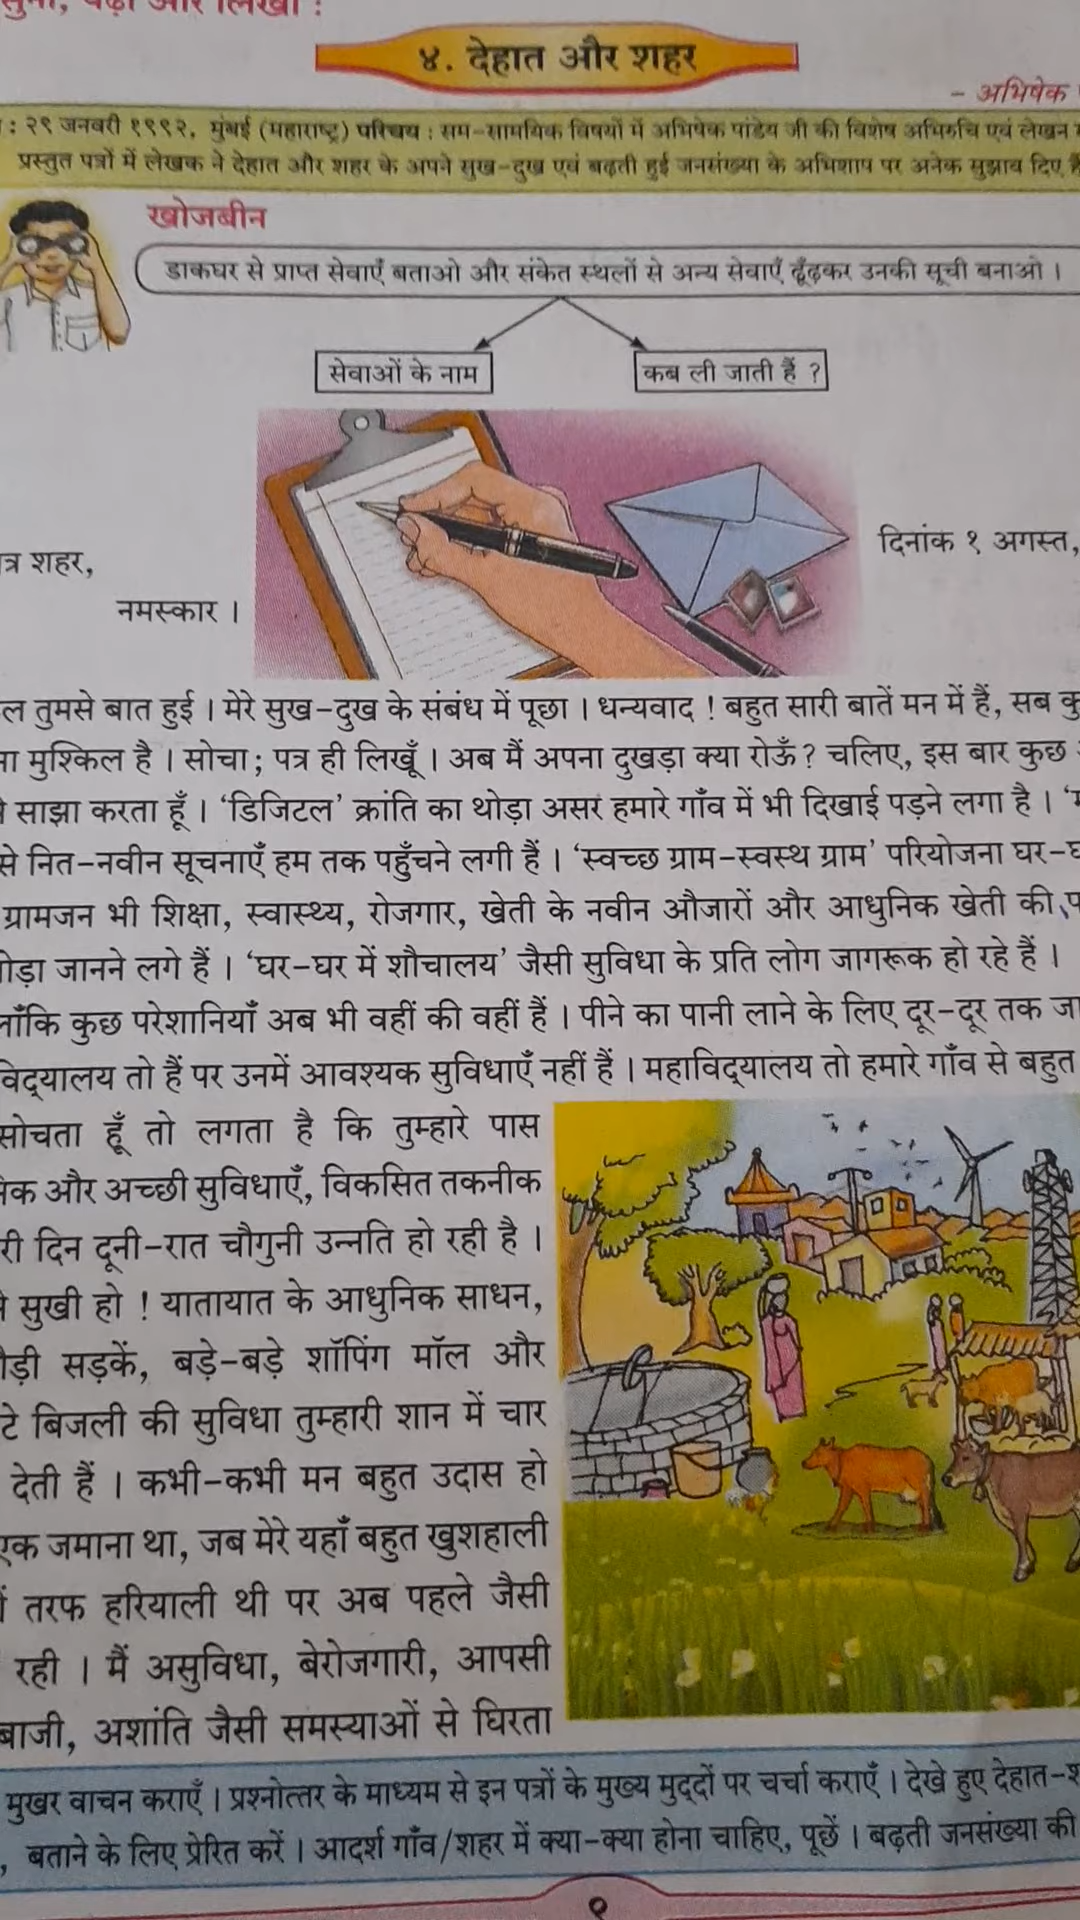 पढ़ो और लिखो :
४. देहात और शहर
- अभिषेक
: २९ जनवरी १९९२, मुंबई (महाराष्ट्र) परिचय : सम-सामयिक विषयों में अभिषेक पांडेय जी की विशेष अभिरुचि एवं लेखन
प्रस्तुत पत्रों में लेखक ने देहात और शहर के अपने सुख-दुख एवं बढ़ती हुई जनसंख्या के अभिशाप पर अनेक सुझाव दिए
खोजबीन
डाकघर से प्राप्त सेवाएँ बताओ और संकेत स्थलों से अन्य सेवाएँ ढूँढ़कर उनकी सूची बनाओ ।
सेवाओं के नाम
कब ली जाती हैं ?
दिनांक १ अगस्त,
शहर,
नमस्कार ।
तुमसे बात हुई । मेरे सुख-दुख के संबंध में पूछा । धन्यवाद ! बहुत सारी बातें मन में हैं, सब
मुश्किल है । सोचा; पत्र ही लिखूँ । अब मैं अपना दुखड़ा क्या रोऊँ ? चलिए, इस बार कुछ
साझा करता हूँ । ‘डिजिटल’ क्रांति का थोड़ा असर हमारे गाँव में भी दिखाई पड़ने लगा है ।
से नित-नवीन सूचनाएँ हम तक पहुँचने लगी हैं । ‘स्वच्छ ग्राम-स्वस्थ ग्राम’ परियोजना
ग्रामजन भी शिक्षा, स्वास्थ्य, रोजगार, खेती के नवीन औजारों और आधुनिक खेती की
जानने लगे हैं । ‘घर-घर में शौचालय’ जैसी सुविधा के प्रति लोग जागरूक हो रहे हैं ।
कुछ परेशानियाँ अब भी वहीं की वहीं हैं । पीने का पानी लाने के लिए दूर-दूर तक
विद्यालय तो हैं पर उनमें आवश्यक सुविधाएँ नहीं हैं । महाविद्यालय तो हमारे गाँव से बहुत
सोचता हूँ तो लगता है कि तुम्हारे पास
और अच्छी सुविधाएँ, विकसित तकनीक
दिन दूनी-रात चौगुनी उन्नति हो रही है ।
सुखी हो ! यातायात के आधुनिक साधन,
सड़कें, बड़े-बड़े शॉपिंग मॉल और
बिजली की सुविधा तुम्हारी शान में चार
देती हैं । कभी-कभी मन बहुत उदास हो
एक जमाना था, जब मेरे यहाँ बहुत खुशहाली
तरफ हरियाली थी पर अब पहले जैसी
रही । मैं असुविधा, बेरोजगारी, आपसी
बाजी, अशांति जैसी समस्याओं से घिरता
मुखर वाचन कराएँ । प्रश्नोत्तर के माध्यम से इन पत्रों के मुख्य मुद्दों पर चर्चा कराएँ । देखे हुए
, बताने के लिए प्रेरित करें । आदर्श गाँव/शहर में क्या-क्या होना चाहिए, पूछें । बढ़ती जनसंख्या की
९